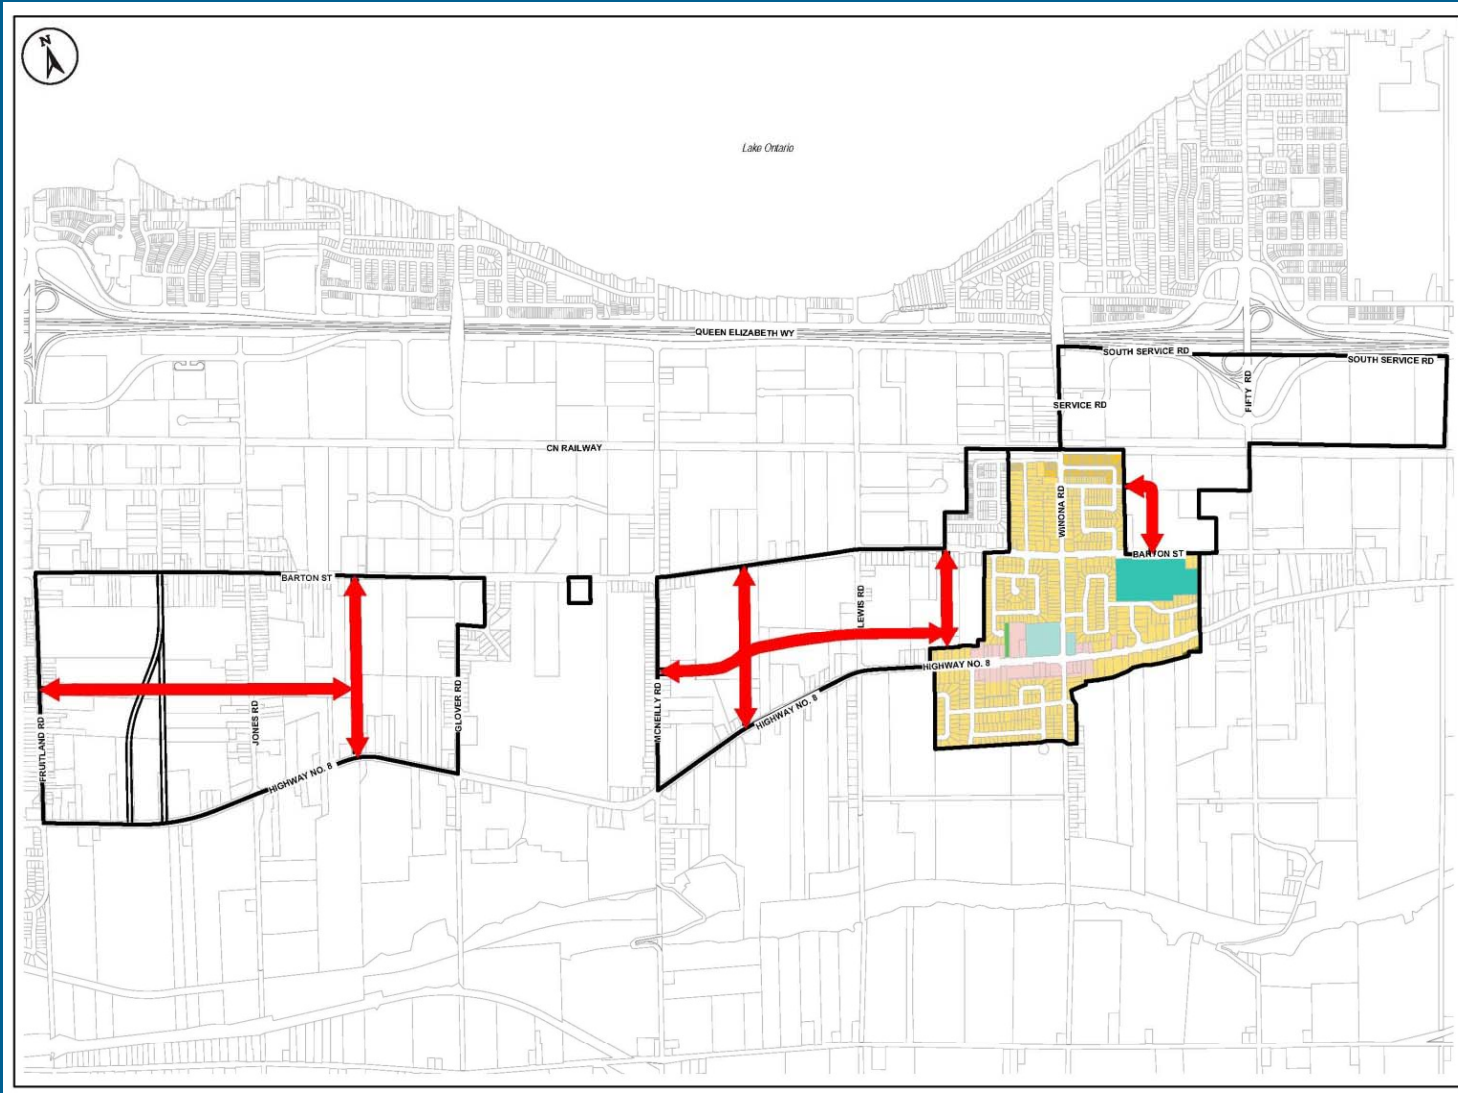 N
Lake Ontario
QUEEN ELIZABETH WY
SOUTH SERVICE RD
SOUTH SERVICE RD
FIFTY RD
SERVICE RD
CN RAILWAY
WINONA RD
BARTON ST
BARTON ST
LEWIS RD
HIGHWAY NO. 8
GLOVER RD
MCNEILLY RD
HIGHWAY NO. 8
JONES RD
FRUITLAND RD
HIGHWAY NO. 8